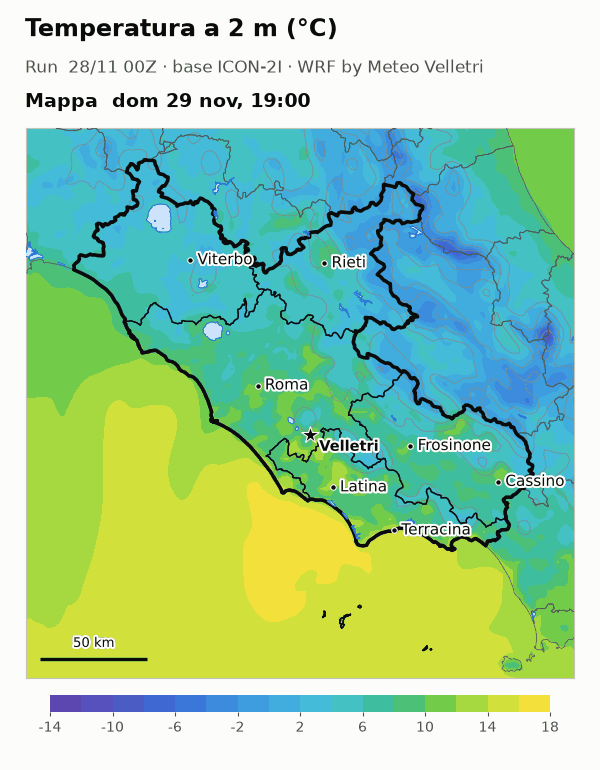 Temperatura a 2 m (°C)
Run  28/11 00Z · base ICON-2I · WRF by Meteo Velletri
Mappa  dom 29 nov, 19:00
Viterbo
Rieti
Roma
Velletri
Frosinone
Latina
Cassino
Terracina
50 km
-14 -10 -6 -2 2 6 10 14 18